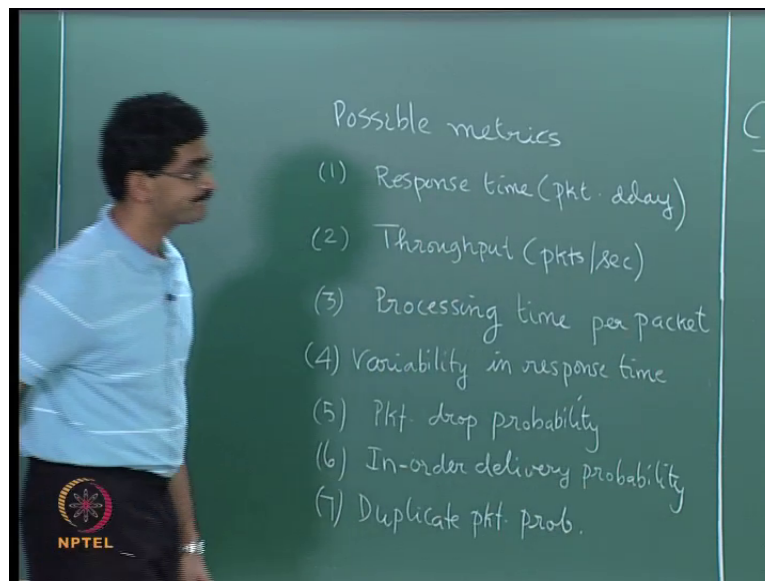 Possible metrics
(1) Response time (pkt. delay)
(2) Throughput (pkts/sec)
(3) Processing time per packet
(4) Variability in response time
(5) Pkt. drop probability
(6) In-order delivery probability
(7) Duplicate pkt. prob.
NPTEL